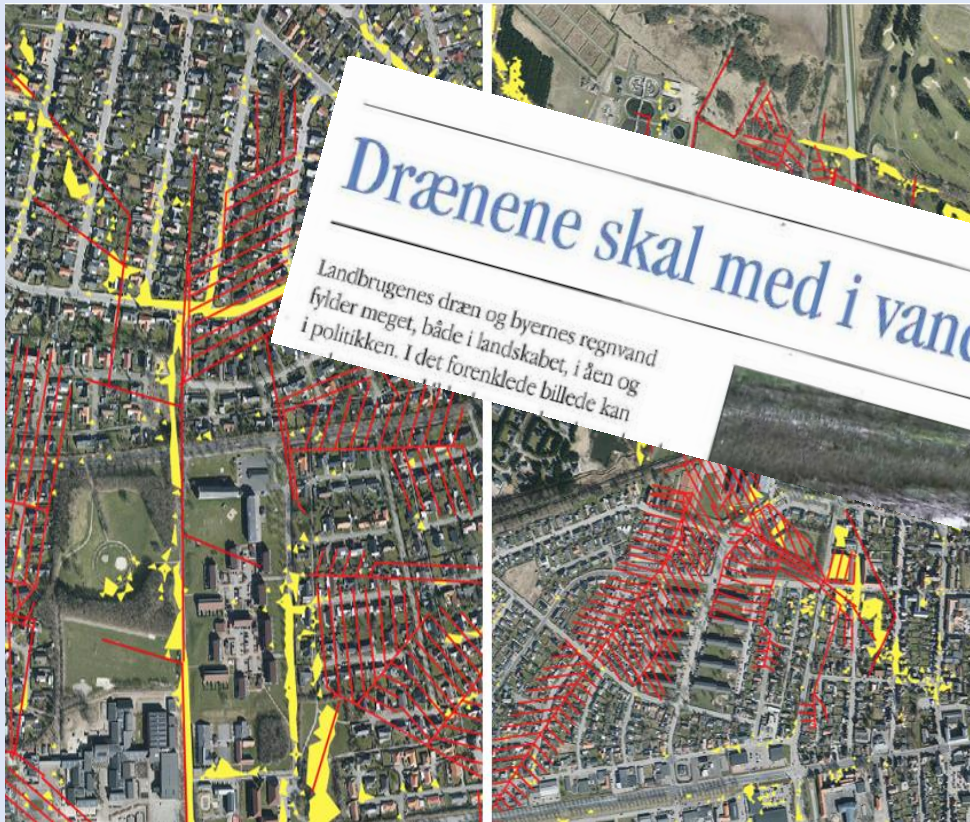 Drænene skal med i vand
Landbrugenes dræn og byernes regnvand
fylder meget, både i landskabet, i åen og
i politikken. I det forenklede billede kan